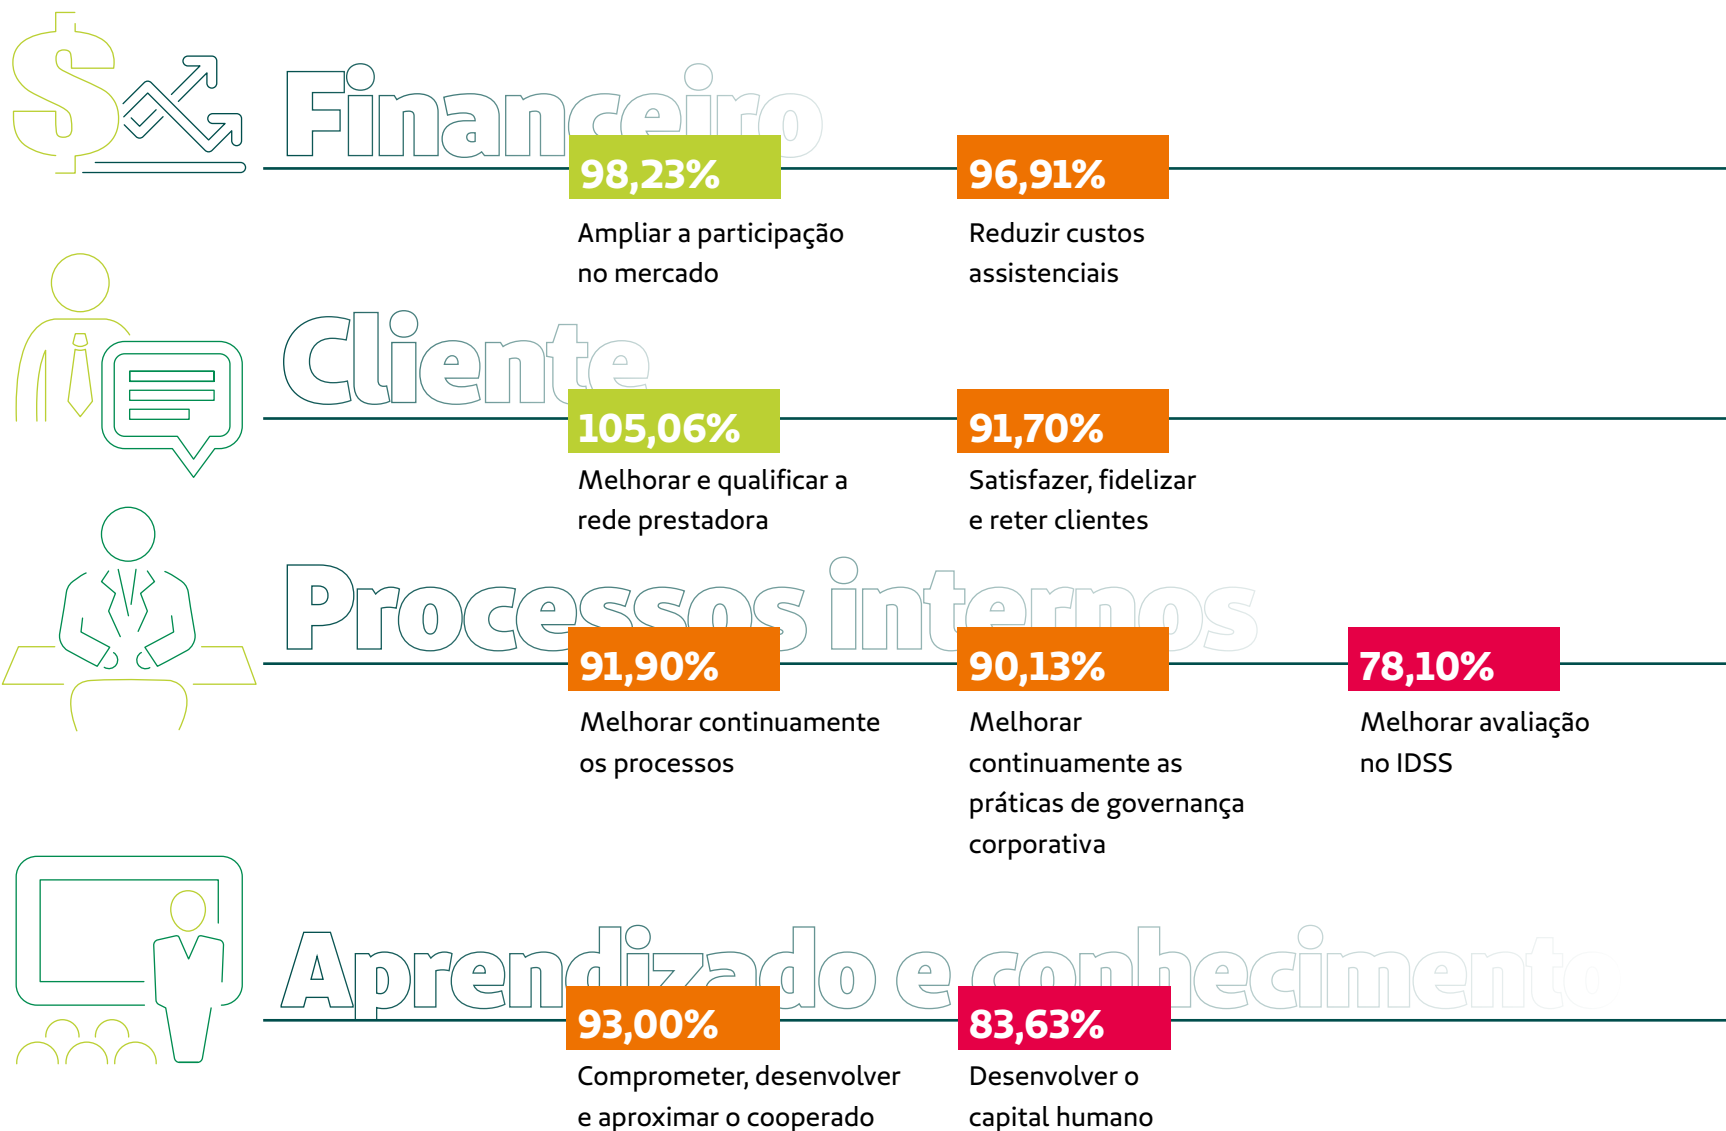 Financeiro
98,23%
Ampliar a participação
no mercado
96,91%
Reduzir custos
assistenciais
Cliente
105,06%
Melhorar e qualificar a
rede prestadora
91,70%
Satisfazer, fidelizar
e reter clientes
Processos internos
91,90%
Melhorar continuamente
os processos
90,13%
Melhorar
continuamente as
práticas de governança
corporativa
78,10%
Melhorar avaliação
no IDSS
Aprendizado e conhecimento
93,00%
Comprometer, desenvolver
e aproximar o cooperado
83,63%
Desenvolver o
capital humano